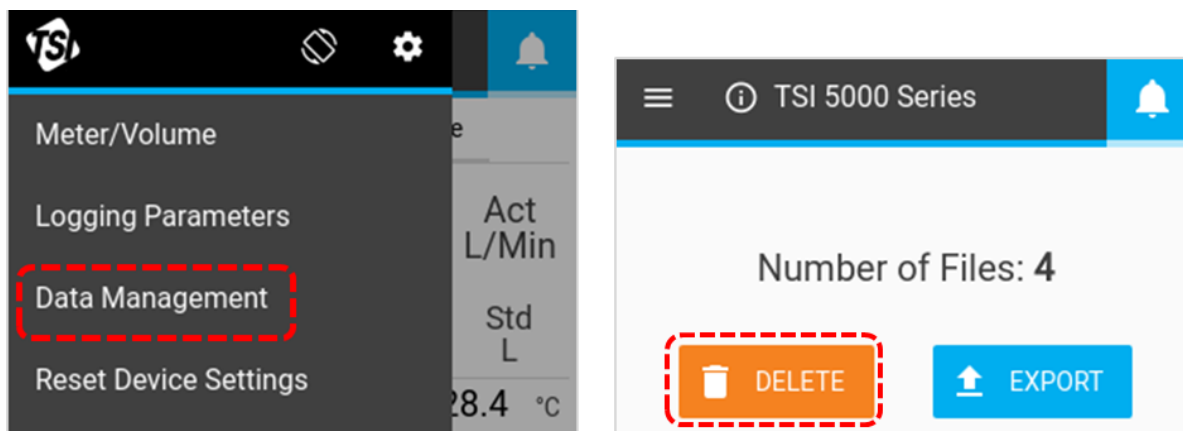 TSI
Meter/Volume
e
Logging Parameters
Act
L/Min
Data Management
Std
L
Reset Device Settings
28.4 °C
TSI 5000 Series
Number of Files: 4
DELETE
EXPORT